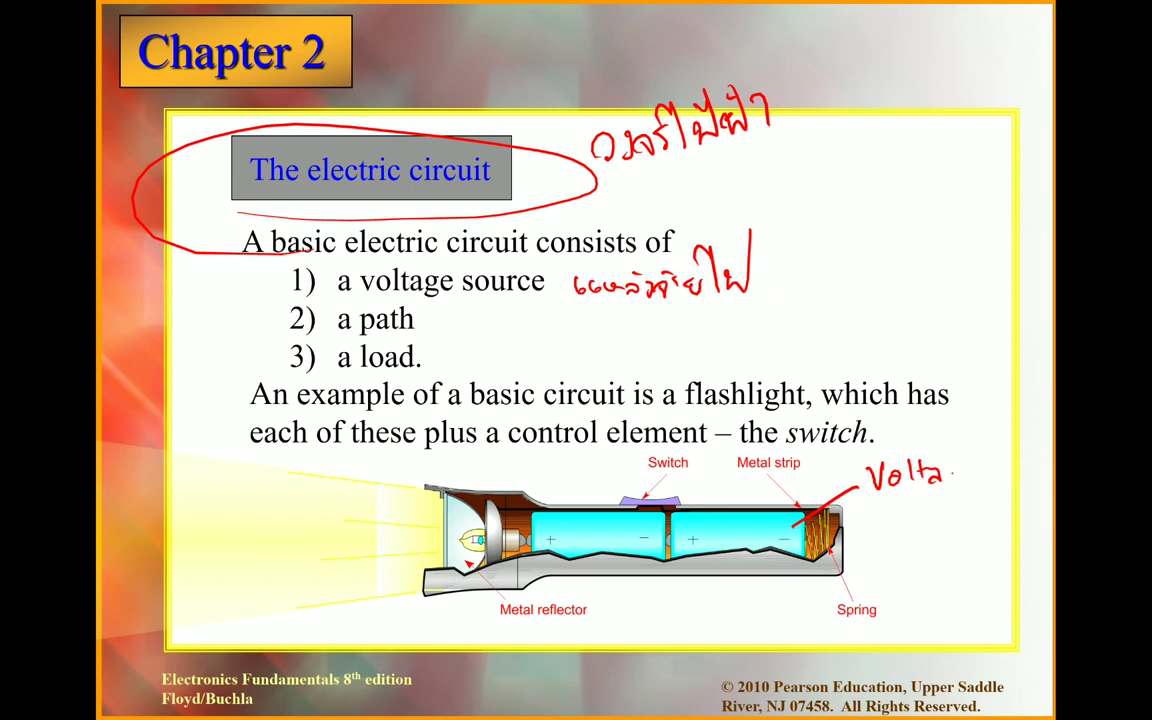 Chapter 2
The electric circuit
วงจรไฟฟ้า
A basic electric circuit consists of
1) a voltage source แหล่งจ่ายไฟ
2) a path
3) a load.
An example of a basic circuit is a flashlight, which has
each of these plus a control element – the switch.
Switch
Metal strip
Volta
+ − + −
Metal reflector
Spring
Electronics Fundamentals 8th edition
Floyd/Buchla
© 2010 Pearson Education, Upper Saddle
River, NJ 07458. All Rights Reserved.